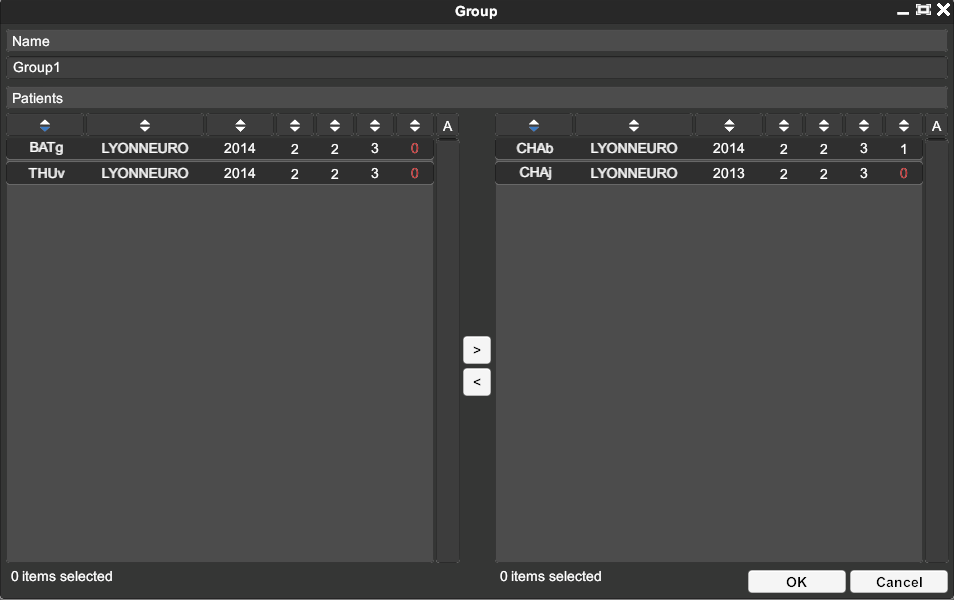 Group
Name
Group1
Patients
A A
BATg LYONNEURO 2014 2 2 3 0 CHAb LYONNEURO 2014 2 2 3 1
THUv LYONNEURO 2014 2 2 3 0 CHAj LYONNEURO 2013 2 2 3 0
>
<
0 items selected 0 items selected
OK Cancel